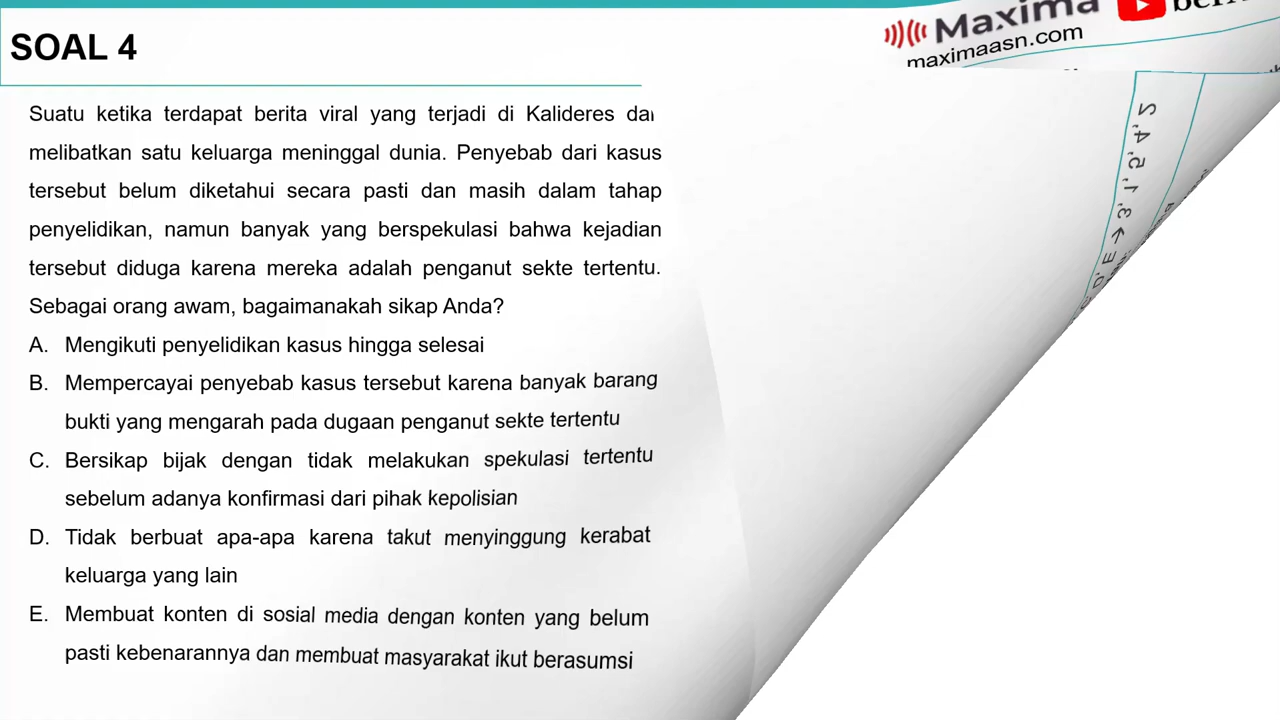 SOAL 4
Maxima
maximaasn.com
Suatu ketika terdapat berita viral yang terjadi di Kalideres dan
melibatkan satu keluarga meninggal dunia. Penyebab dari kasus
tersebut belum diketahui secara pasti dan masih dalam tahap
penyelidikan, namun banyak yang berspekulasi bahwa kejadian
tersebut diduga karena mereka adalah penganut sekte tertentu.
Sebagai orang awam, bagaimanakah sikap Anda?
A. Mengikuti penyelidikan kasus hingga selesai
B. Mempercayai penyebab kasus tersebut karena banyak barang
bukti yang mengarah pada dugaan penganut sekte tertentu
C. Bersikap bijak dengan tidak melakukan spekulasi tertentu
sebelum adanya konfirmasi dari pihak kepolisian
D. Tidak berbuat apa-apa karena takut menyinggung kerabat
keluarga yang lain
E. Membuat konten di sosial media dengan konten yang belum
pasti kebenarannya dan membuat masyarakat ikut berasumsi
2, 4, 5, 1, 3